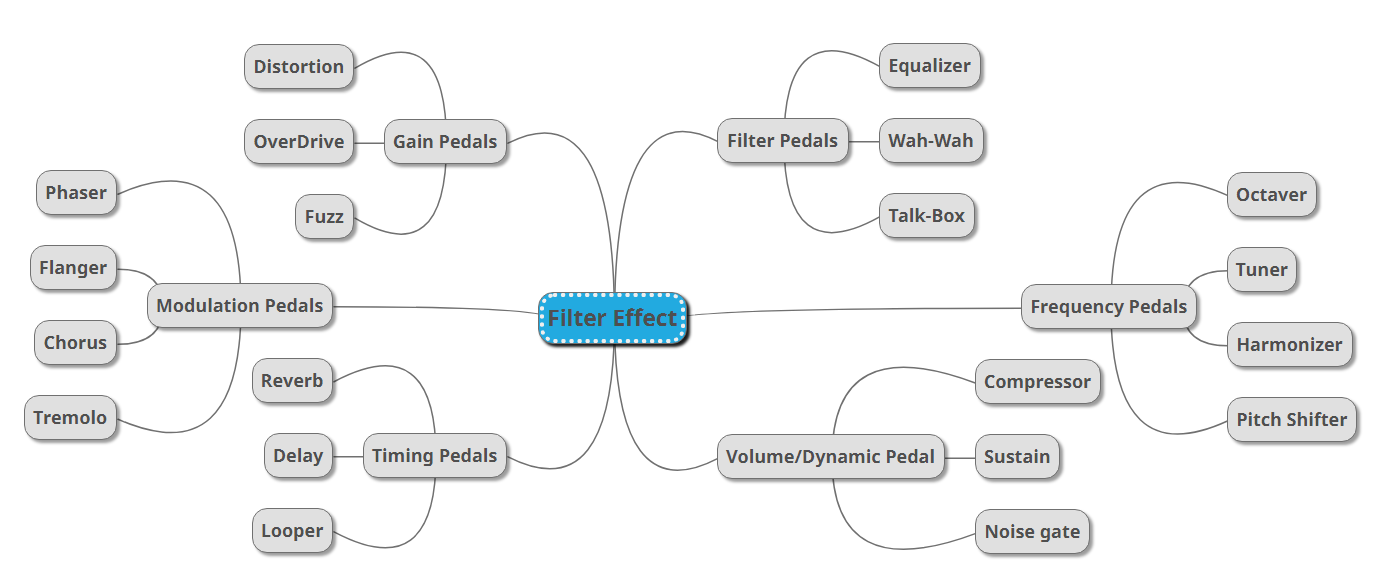 Filter Effect
Gain Pedals
Distortion
OverDrive
Fuzz
Modulation Pedals
Phaser
Flanger
Chorus
Tremolo
Timing Pedals
Reverb
Delay
Looper
Filter Pedals
Equalizer
Wah-Wah
Talk-Box
Frequency Pedals
Octaver
Tuner
Harmonizer
Pitch Shifter
Volume/Dynamic Pedal
Compressor
Sustain
Noise gate